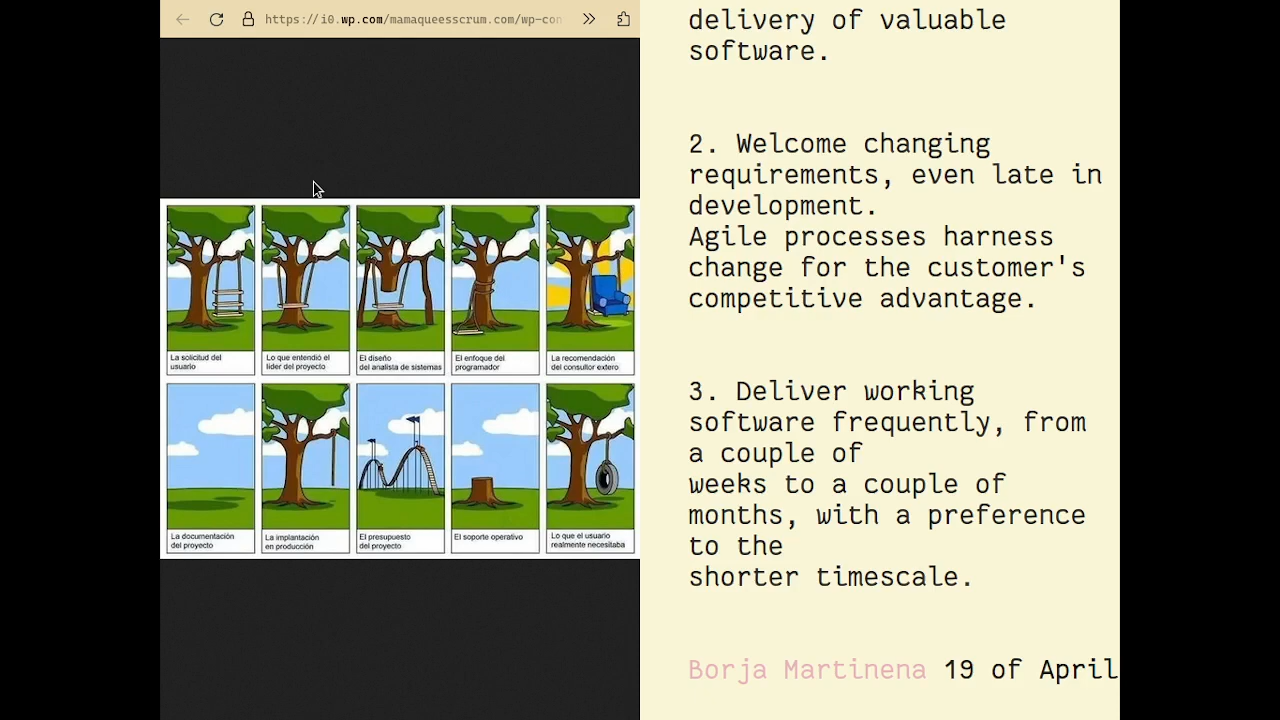 https://i0.wp.com/mamaqueesscrum.com/wp-con
La solicitud del
usuario
Lo que entendió el
líder del proyecto
El diseño
del analista de sistemas
El enfoque del
programador
La recomendación
del consultor extero
La documentación
del proyecto
La implantación
en producción
El presupuesto
del proyecto
El soporte operativo
Lo que el usuario
realmente necesitaba
delivery of valuable
software.
2. Welcome changing
requirements, even late in
development.
Agile processes harness
change for the customer's
competitive advantage.
3. Deliver working
software frequently, from
a couple of
weeks to a couple of
months, with a preference
to the
shorter timescale.
Borja Martinena 19 of April